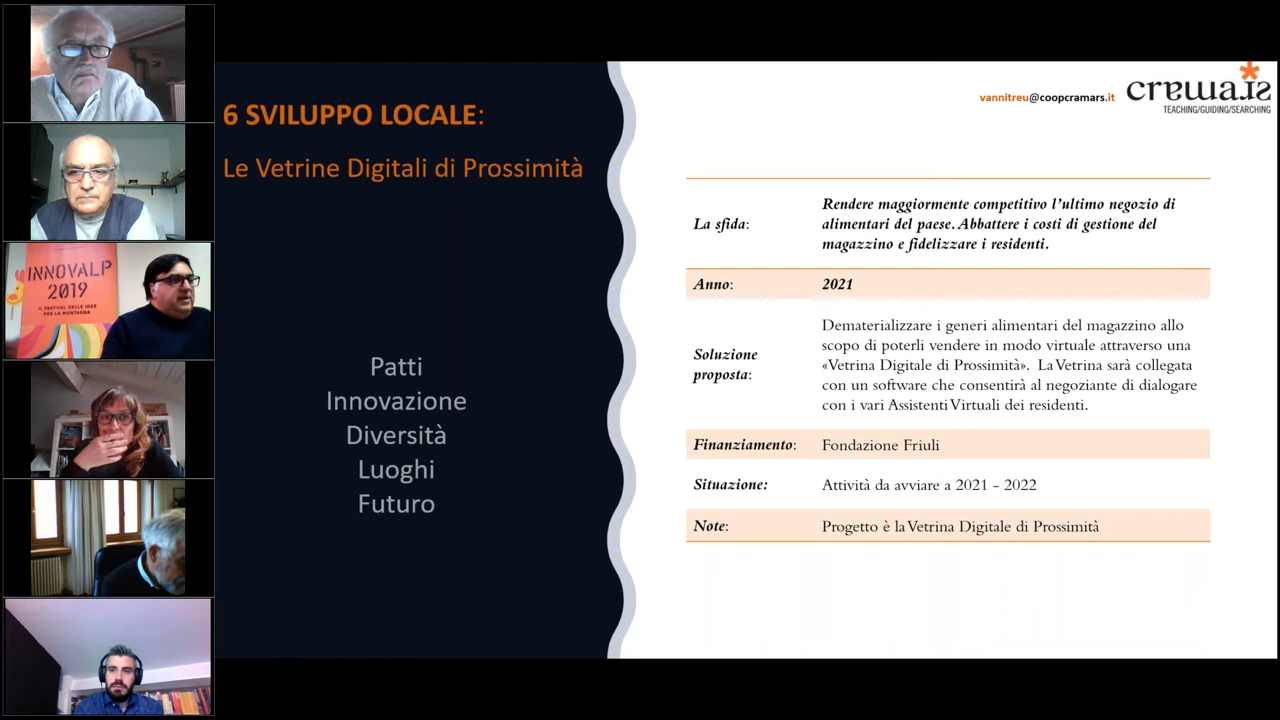 INNOVALP
2019
IL FESTIVAL DELLE IDEE
PER LA MONTAGNA
6 SVILUPPO LOCALE:
Le Vetrine Digitali di Prossimità
Patti
Innovazione
Diversità
Luoghi
Futuro
vannitreu@coopcramars.it
cramars
TEACHING/GUIDING/SEARCHING
La sfida:
Rendere maggiormente competitivo l'ultimo negozio di
alimentari del paese. Abbattere i costi di gestione del
magazzino e fidelizzare i residenti.
Anno:
2021
Soluzione
proposta:
Dematerializzare i generi alimentari del magazzino allo
scopo di poterli vendere in modo virtuale attraverso una
«Vetrina Digitale di Prossimità». La Vetrina sarà collegata
con un software che consentirà al negoziante di dialogare
con i vari Assistenti Virtuali dei residenti.
Finanziamento:
Fondazione Friuli
Situazione:
Attività da avviare a 2021 - 2022
Note:
Progetto è la Vetrina Digitale di Prossimità